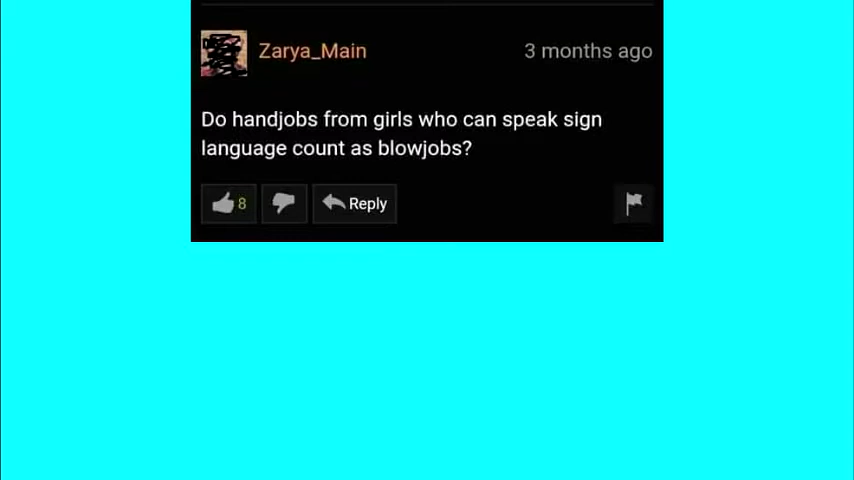 Zarya_Main 3 months ago
Do handjobs from girls who can speak sign
language count as blowjobs?
8 Reply